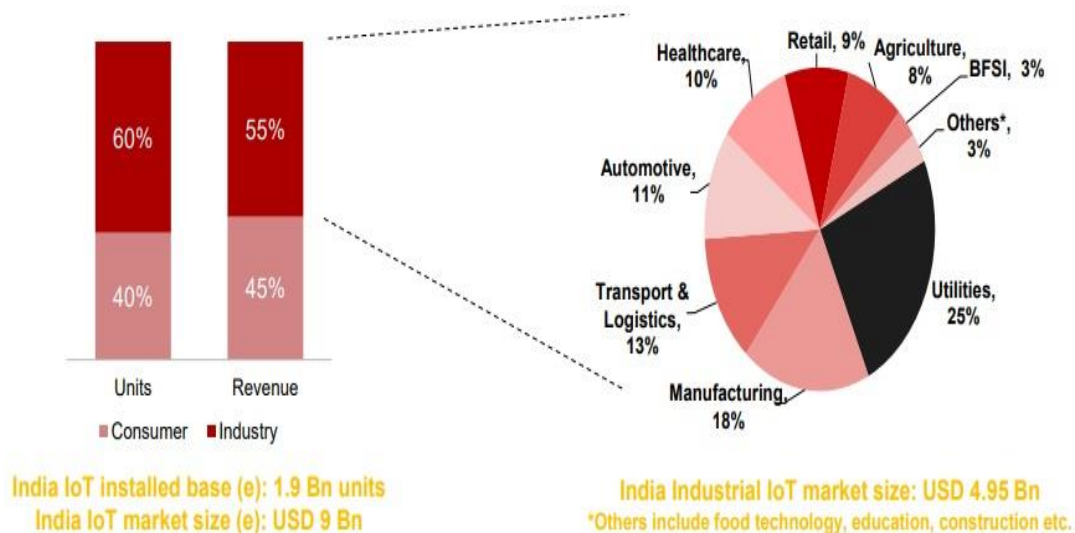 60%
40%
Units
55%
45%
Revenue
Consumer
Industry
India IoT installed base (e): 1.9 Bn units
India IoT market size (e): USD 9 Bn
Retail, 9%
Agriculture,
8%
BFSI, 3%
Others*,
3%
Utilities,
25%
Manufacturing,
18%
Transport &
Logistics,
13%
Automotive,
11%
Healthcare,
10%
India Industrial IoT market size: USD 4.95 Bn
*Others include food technology, education, construction etc.